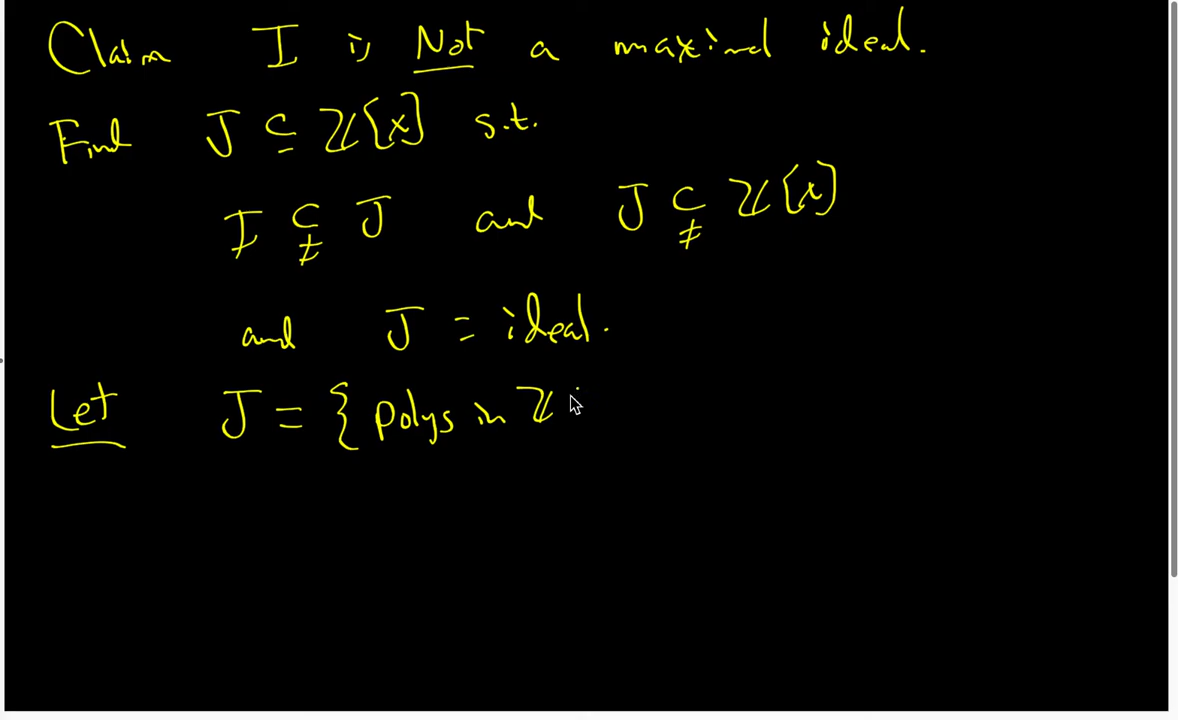 Claim I is Not a maximal ideal.
Find J ⊆ ℤ[x] s.t.
I ⊊ J and J ⊊ ℤ[x]
and J = ideal.
Let J = { polys in ℤ